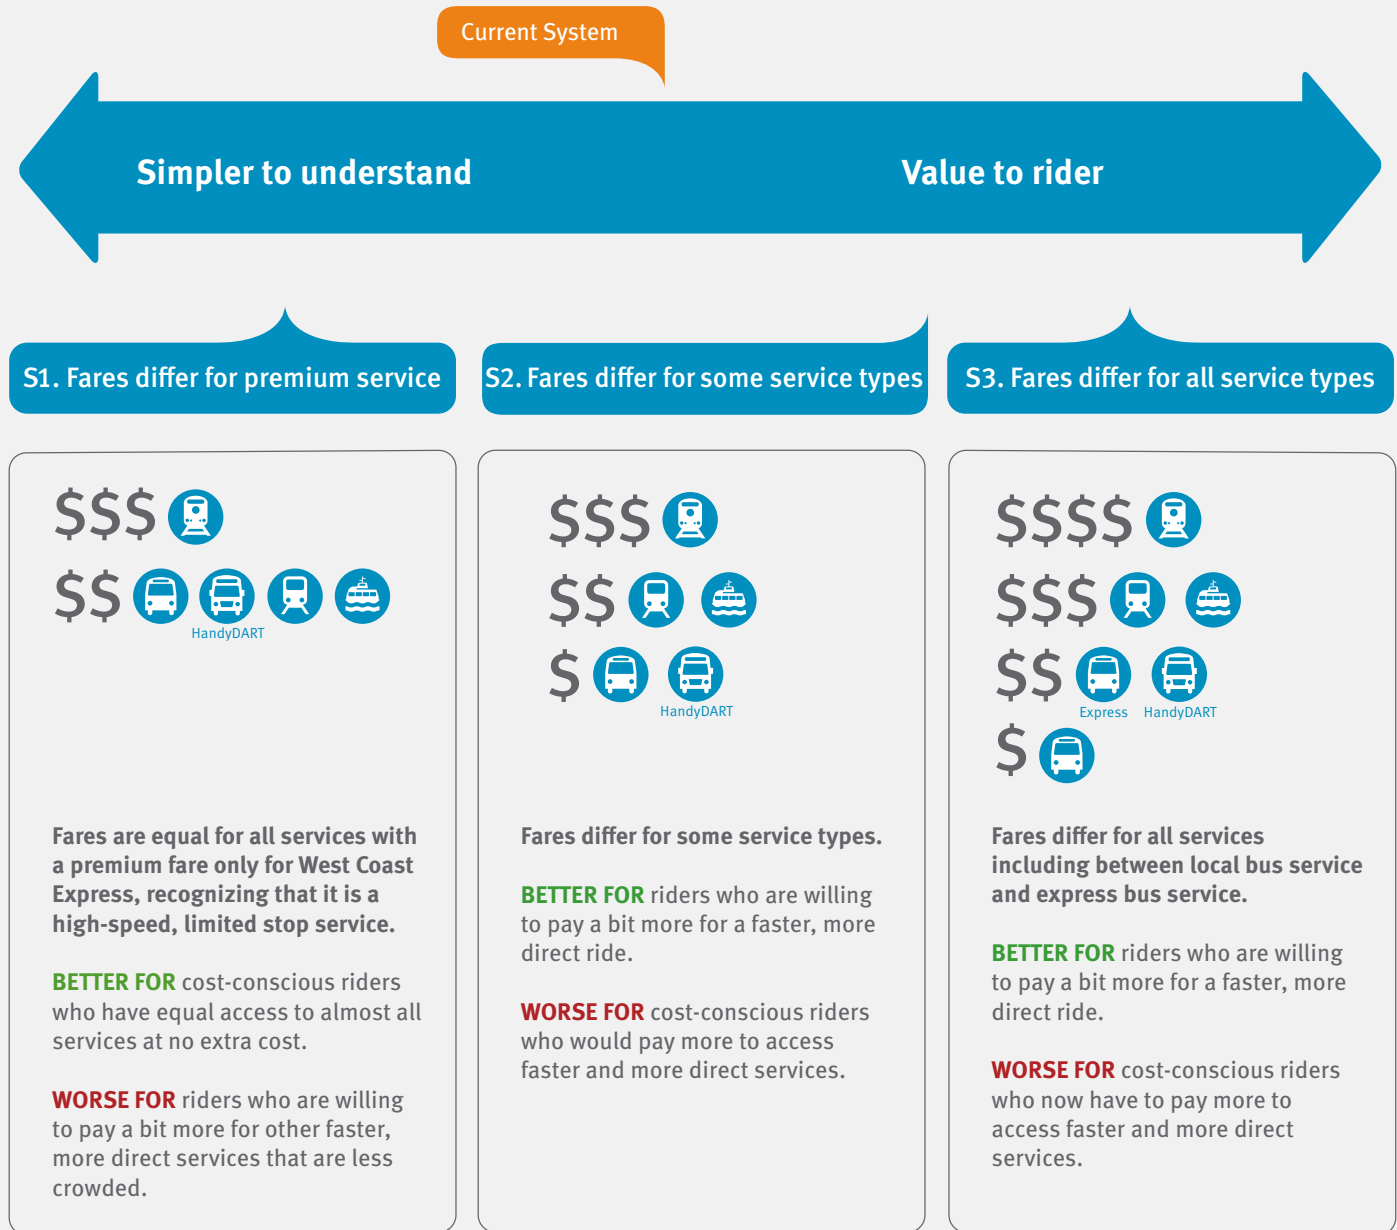 Current System
Simpler to understand
Value to rider
S1. Fares differ for premium service
S2. Fares differ for some service types
S3. Fares differ for all service types
$$$
$$
HandyDART
Fares are equal for all services with
a premium fare only for West Coast
Express, recognizing that it is a
high-speed, limited stop service.
BETTER FOR cost-conscious riders
who have equal access to almost all
services at no extra cost.
WORSE FOR riders who are willing
to pay a bit more for other faster,
more direct services that are less
crowded.
$$$
$$
$
HandyDART
Fares differ for some service types.
BETTER FOR riders who are willing
to pay a bit more for a faster, more
direct ride.
WORSE FOR cost-conscious riders
who would pay more to access
faster and more direct services.
$$$$
$$$
$$
Express HandyDART
$
Fares differ for all services
including between local bus service
and express bus service.
BETTER FOR riders who are willing
to pay a bit more for a faster, more
direct ride.
WORSE FOR cost-conscious riders
who now have to pay more to
access faster and more direct
services.